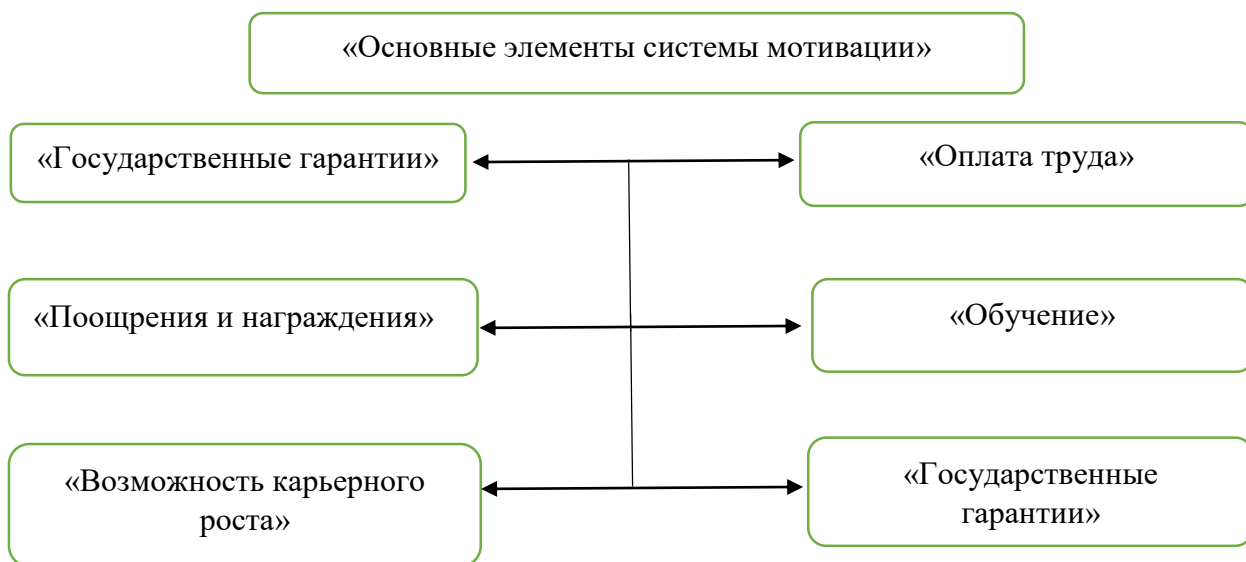 «Основные элементы системы мотивации»
«Государственные гарантии»
«Оплата труда»
«Поощрения и награждения»
«Обучение»
«Возможность карьерного
роста»
«Государственные
гарантии»